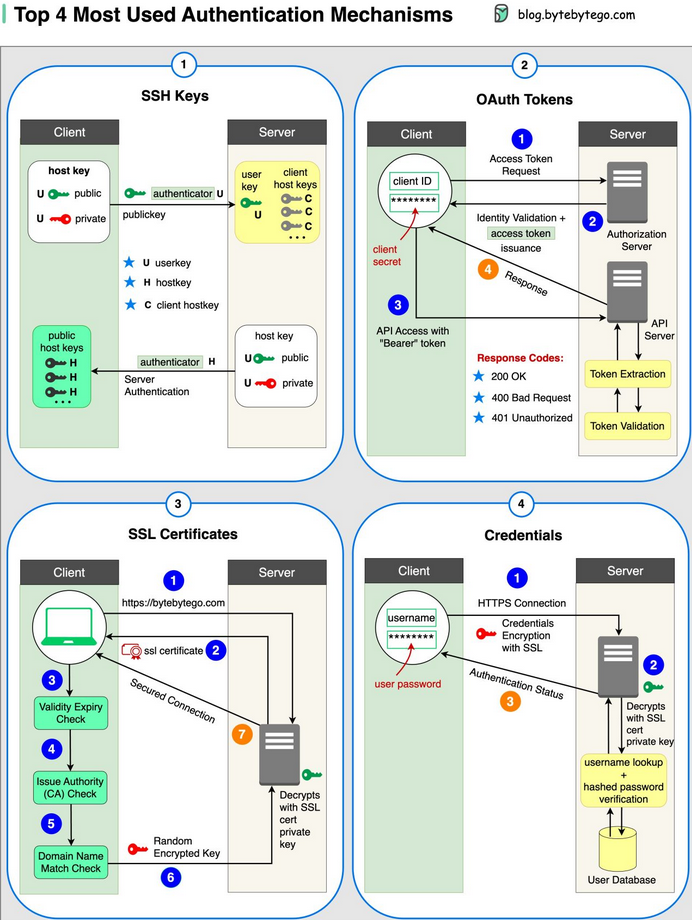 Top 4 Most Used Authentication Mechanisms
blog.bytebytego.com
1
SSH Keys
Client
Server
host key
U public
U private
authenticator U
publickey
user
key
U
client
host keys
C
C
C
...
U userkey
H hostkey
C client hostkey
public
host keys
H
H
H
...
authenticator H
Server
Authentication
host key
U public
private
2
OAuth Tokens
Client
Server
1
Access Token
Request
client ID
********
client
secret
Identity Validation +
access token
issuance
2
Authorization
Server
4
Response
3
API Access with
"Bearer" token
API
Server
Response Codes:
200 OK
400 Bad Request
401 Unauthorized
Token Extraction
Token Validation
3
SSL Certificates
Client
Server
1
https://bytebytego.com
ssl certificate 2
3
Secured Connection
7
Validity Expiry
Check
4
Issue Authority
(CA) Check
5
Domain Name
Match Check
Random
Encrypted Key
6
Decrypts
with SSL
cert
private
key
4
Credentials
Client
Server
1
HTTPS Connection
username
********
user password
Credentials
Encryption
with SSL
2
Authentication Status
3
Decrypts
with SSL
cert
private key
username lookup
+
hashed password
verification
User Database